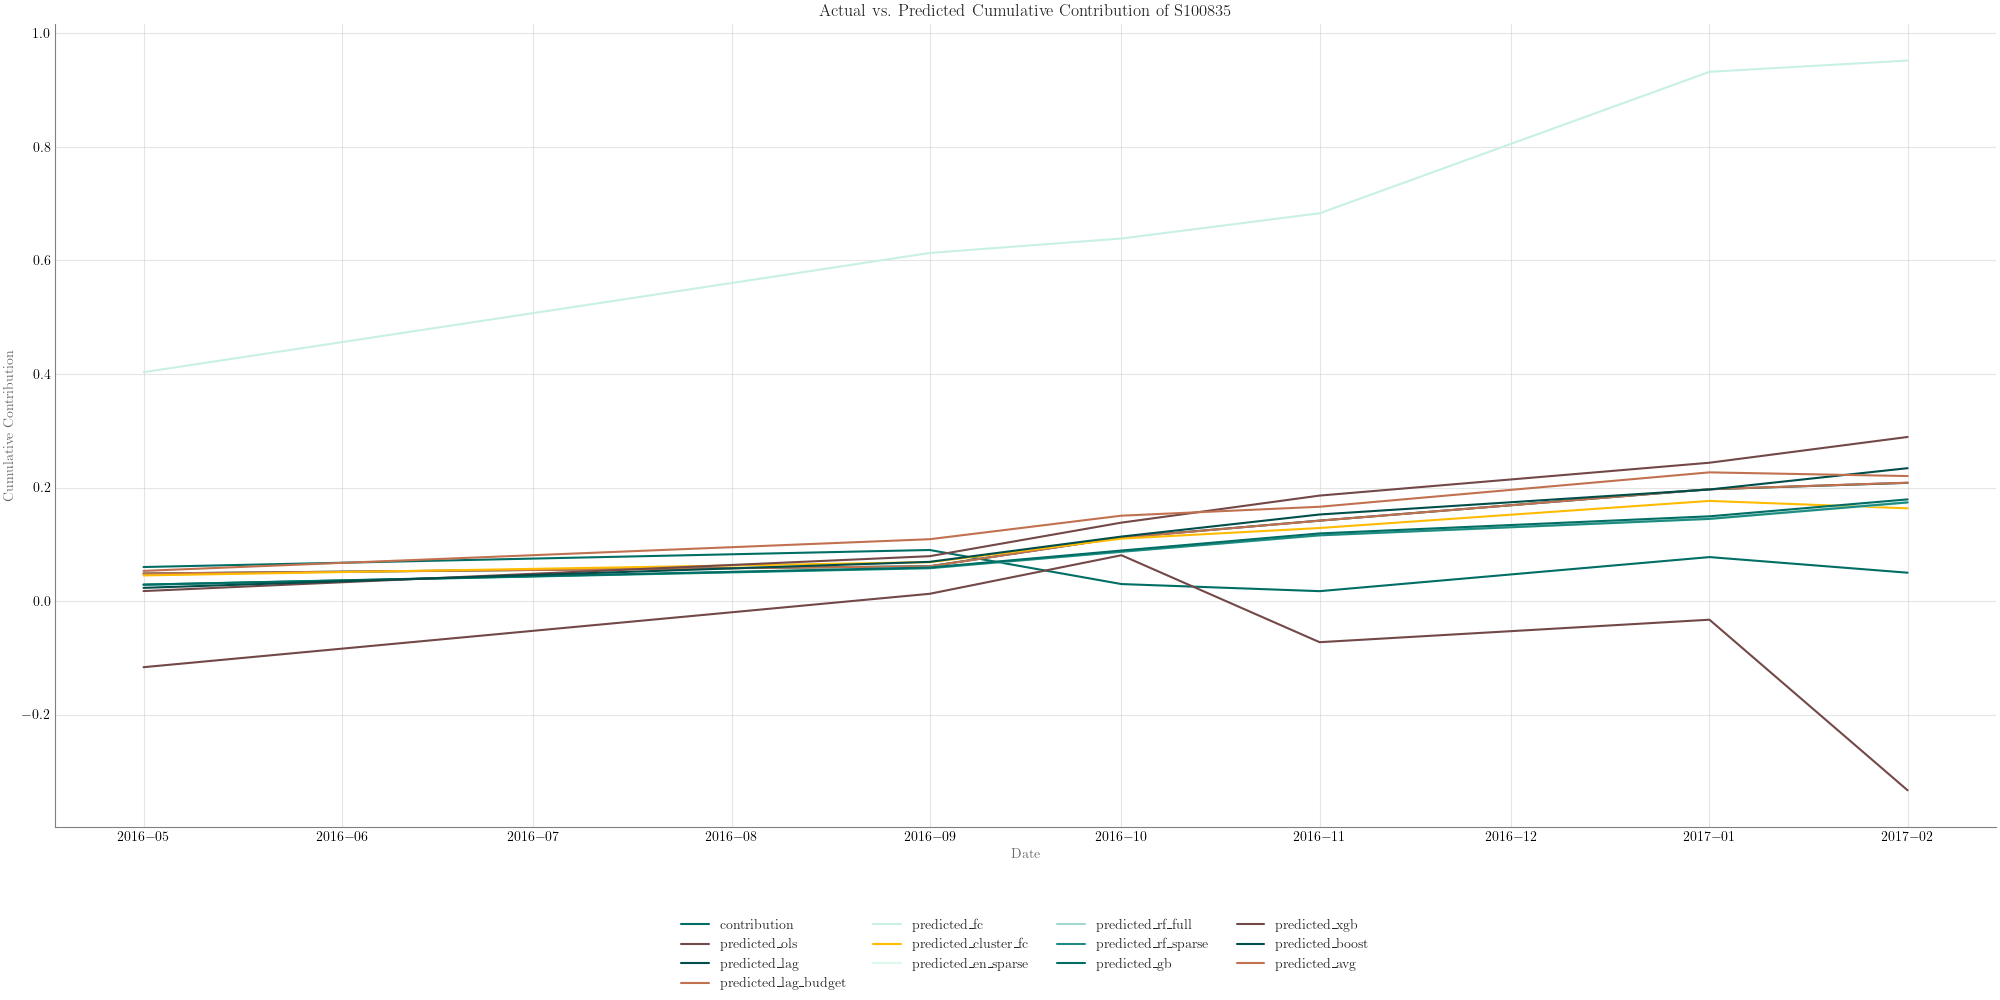 Actual vs. Predicted Cumulative Contribution of S100835
1.0
0.8
0.6
0.4
0.2
0.0
−0.2
Cumulative Contribution
2016−05 2016−06 2016−07 2016−08 2016−09 2016−10 2016−11 2016−12 2017−01 2017−02
Date
contribution predicted_fc predicted_rf_full predicted_xgb
predicted_ols predicted_cluster_fc predicted_rf_sparse predicted_boost
predicted_lag predicted_en_sparse predicted_gb predicted_avg
predicted_lag_budget